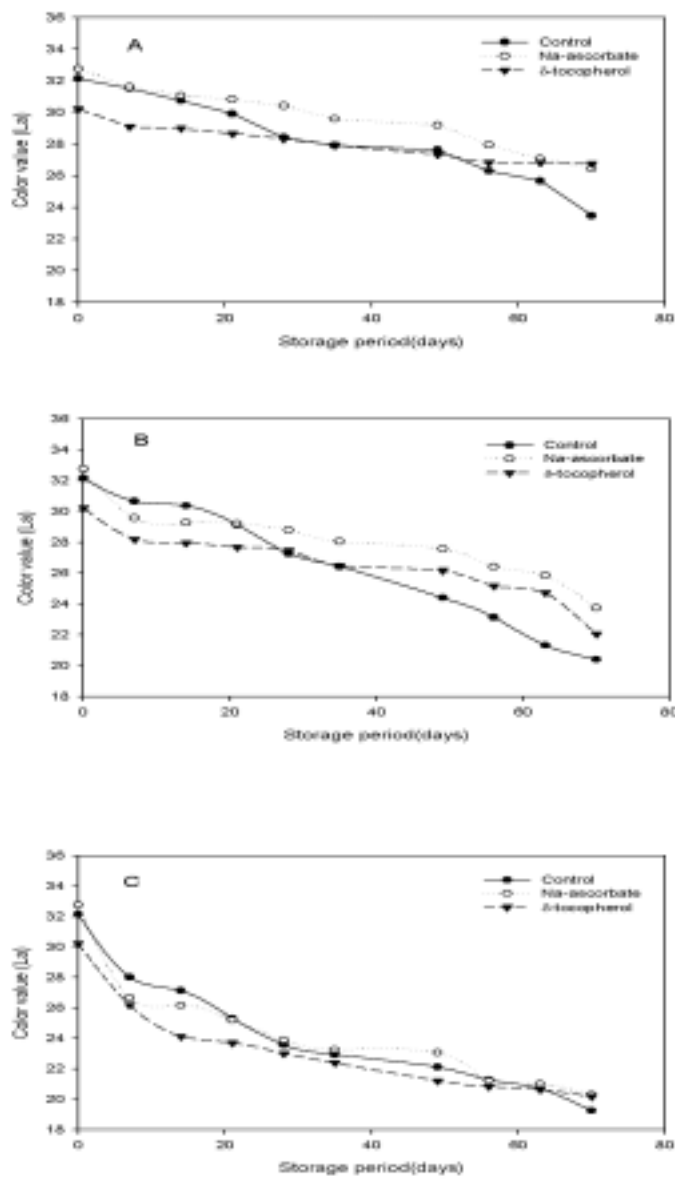 A
Control
Na-ascorbate
δ-tocopherol
36
34
32
30
28
26
24
22
20
18
Color value (La)
0 20 40 60 80
Storage period(days)
B
Control
Na-ascorbate
δ-tocopherol
36
34
32
30
28
26
24
22
20
18
Color value (La)
0 20 40 60 80
Storage period(days)
C
Control
Na-ascorbate
δ-tocopherol
36
34
32
30
28
26
24
22
20
18
Color value (La)
0 20 40 60 80
Storage period(days)